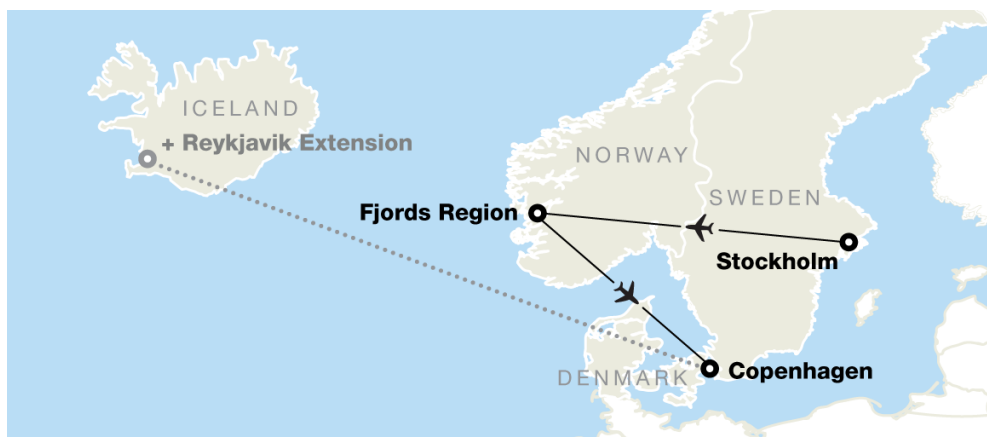 ICELAND
+ Reykjavik Extension
NORWAY
SWEDEN
Fjords Region
Stockholm
DENMARK
Copenhagen